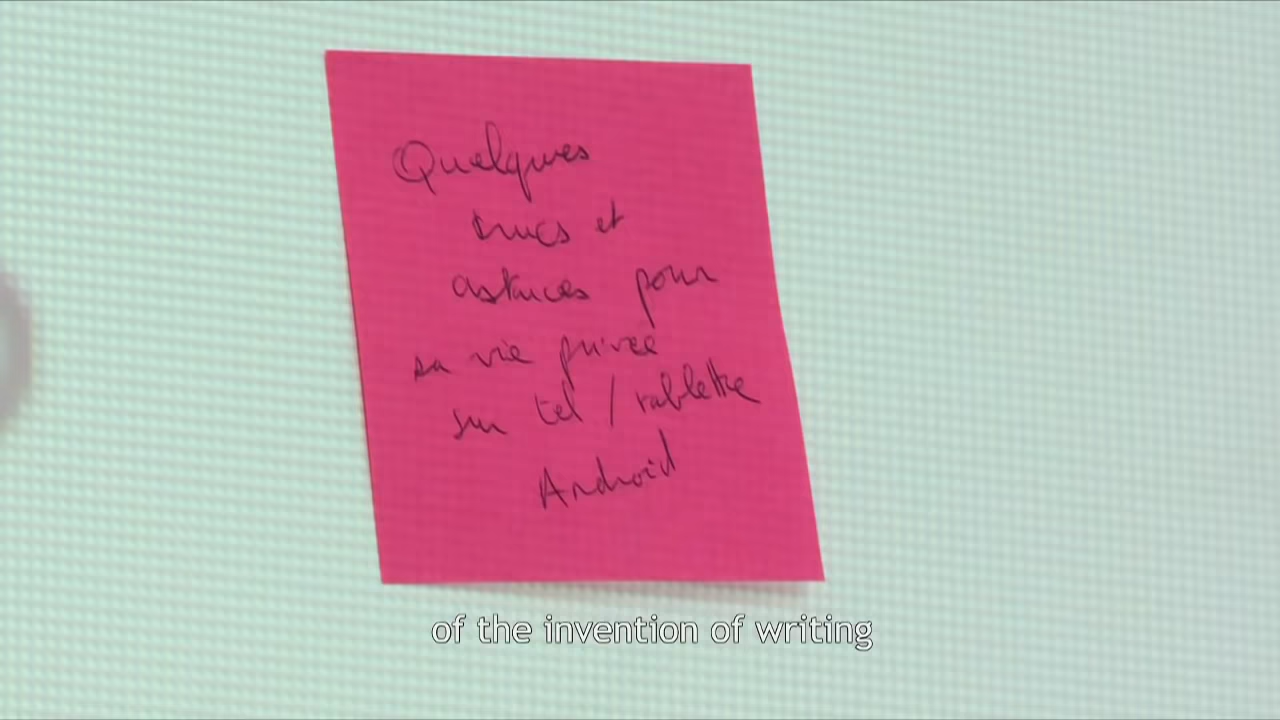 Quelques
trucs et
astuces pour
sa vie privée
sur tel / tablette
Android
of the invention of writing